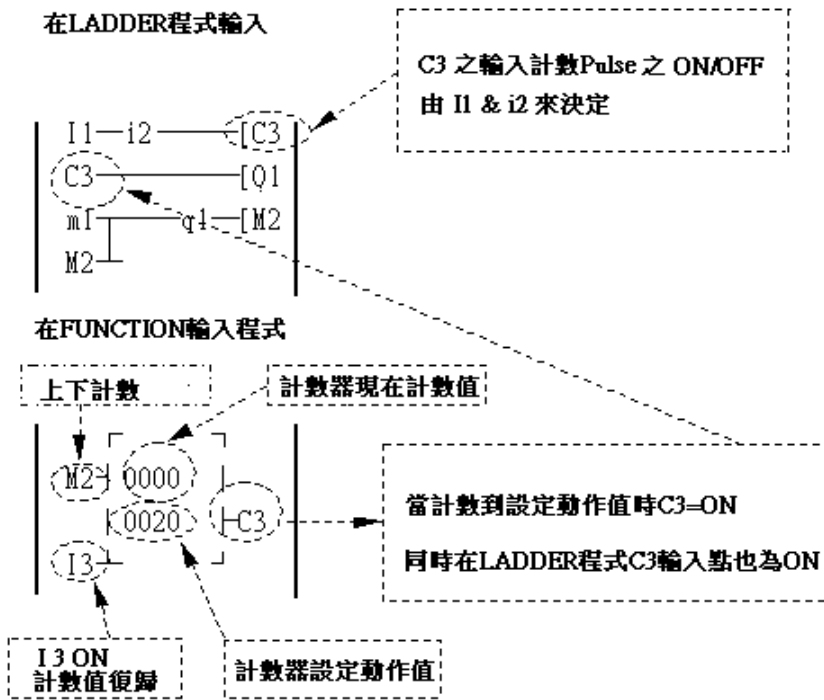 在LADDER程式輸入
C3 之輸入計數Pulse 之 ON/OFF
由 I1 & i2 來決定
I1 i2 [C3
C3 [Q1
m1 q4 [M2
M2
在FUNCTION輸入程式
上下計數
計數器現在計數值
M2 0000
0020 C3
I3
當計數到設定動作值時C3=ON
同時在LADDER程式C3輸入點也為ON
I 3 ON
計數值復歸
計數器設定動作值